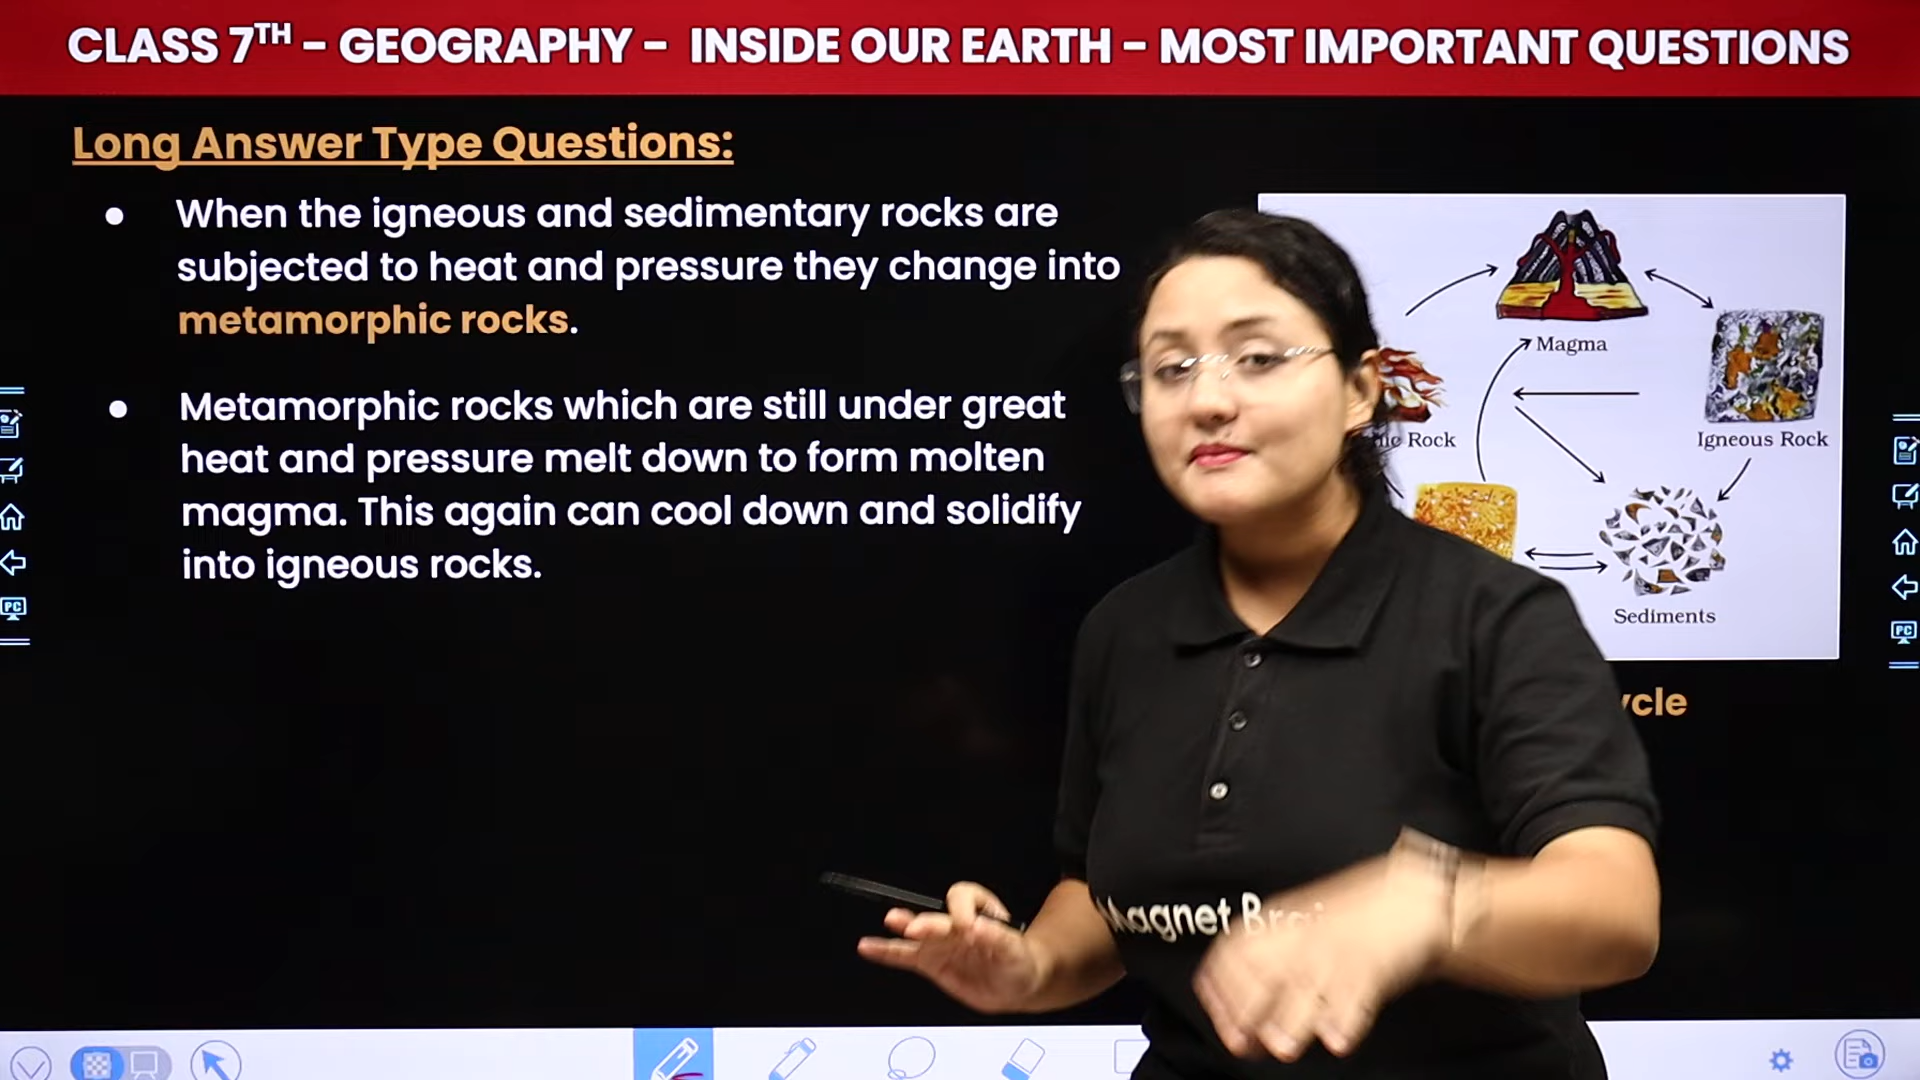 CLASS 7TH – GEOGRAPHY – INSIDE OUR EARTH – MOST IMPORTANT QUESTIONS
Long Answer Type Questions:
● When the igneous and sedimentary rocks are
subjected to heat and pressure they change into
metamorphic rocks.
● Metamorphic rocks which are still under great
heat and pressure melt down to form molten
magma. This again can cool down and solidify
into igneous rocks.
Magma
Rock
Igneous Rock
Sediments
Magnet
PC
PC